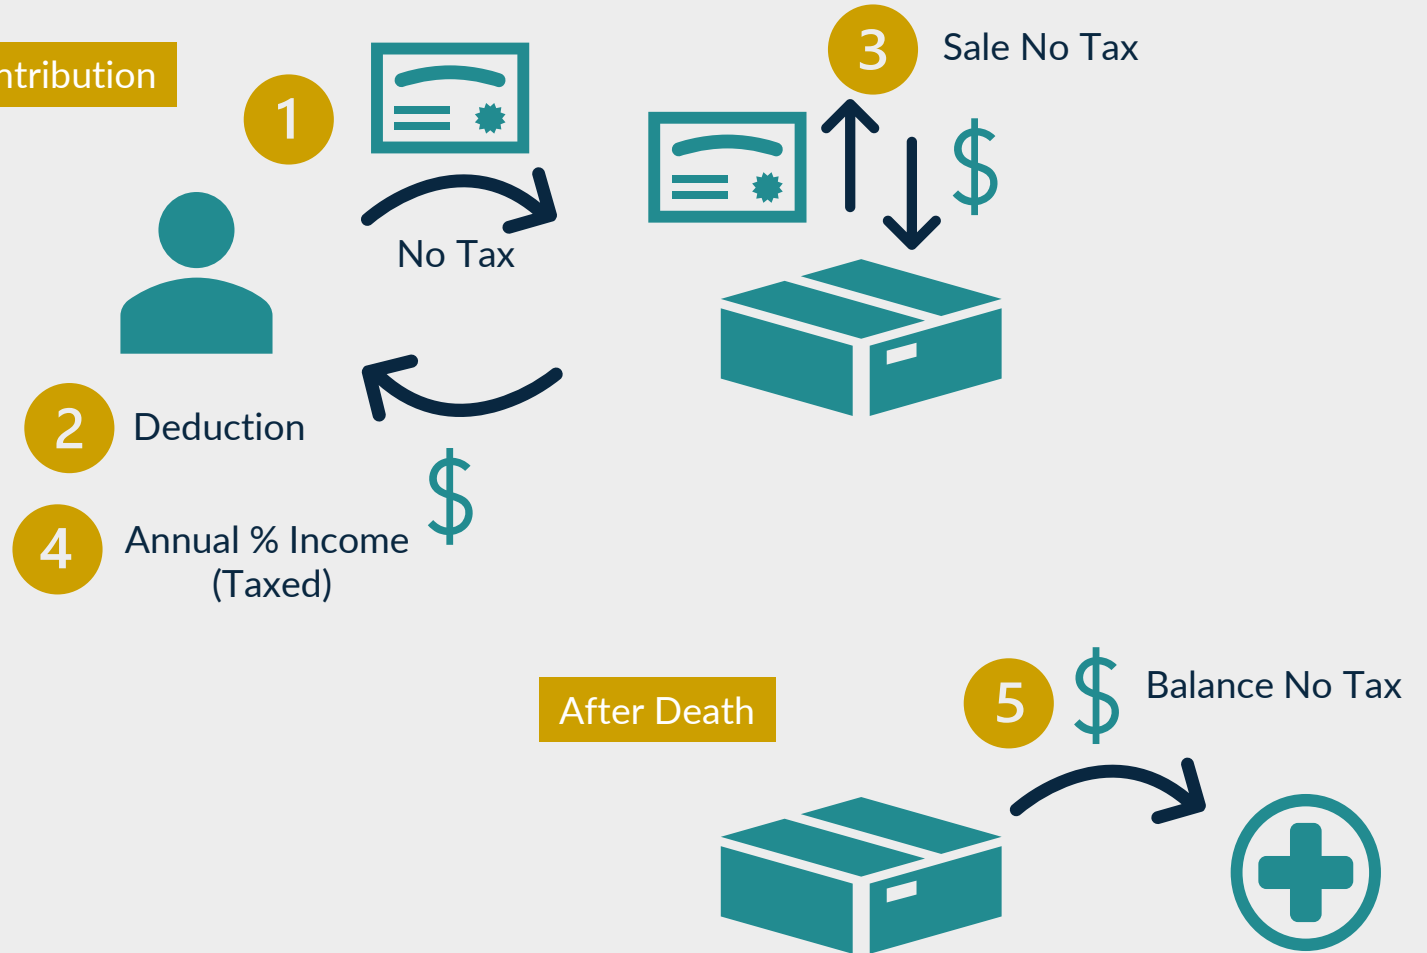 ntribution
1
No Tax
3
Sale No Tax
$
2
Deduction
$
4
Annual % Income
(Taxed)
After Death
5
$
Balance No Tax